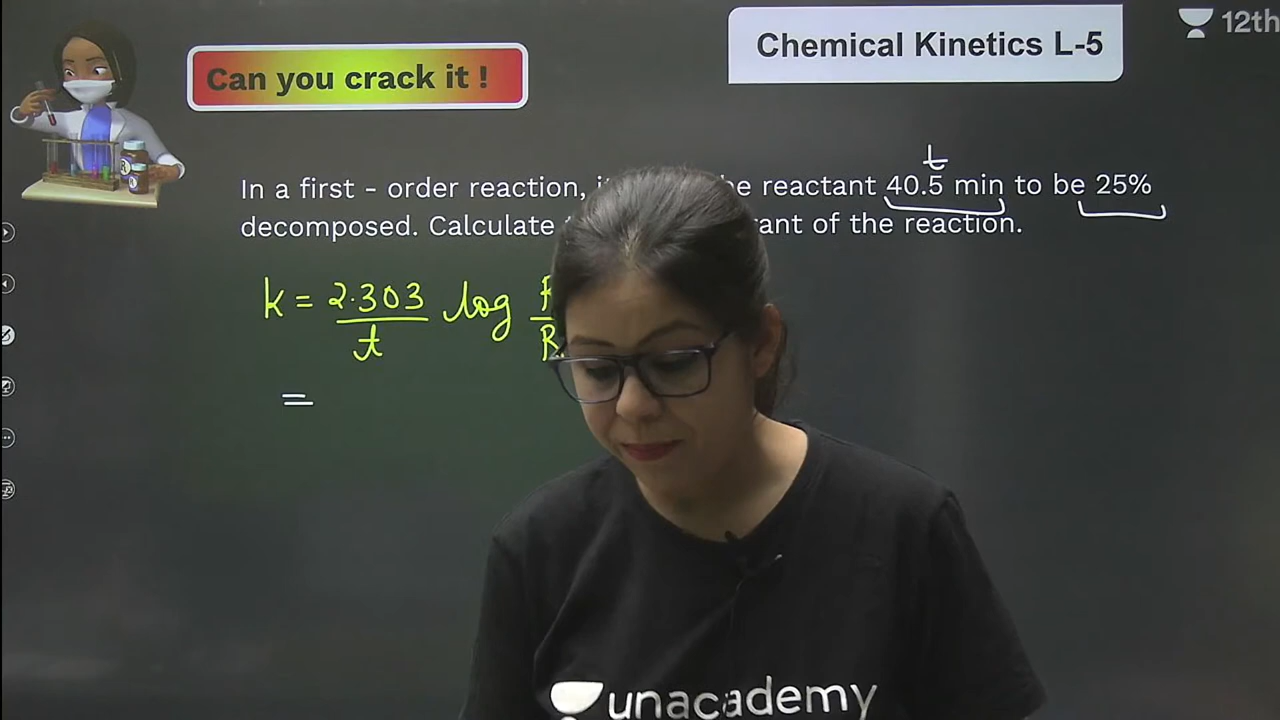 12th
Chemical Kinetics L-5
Can you crack it !
t
In a first - order reaction, reactant 40.5 min to be 25%
decomposed. Calculate of the reaction.
k = 2.303 log
t
=
unacademy